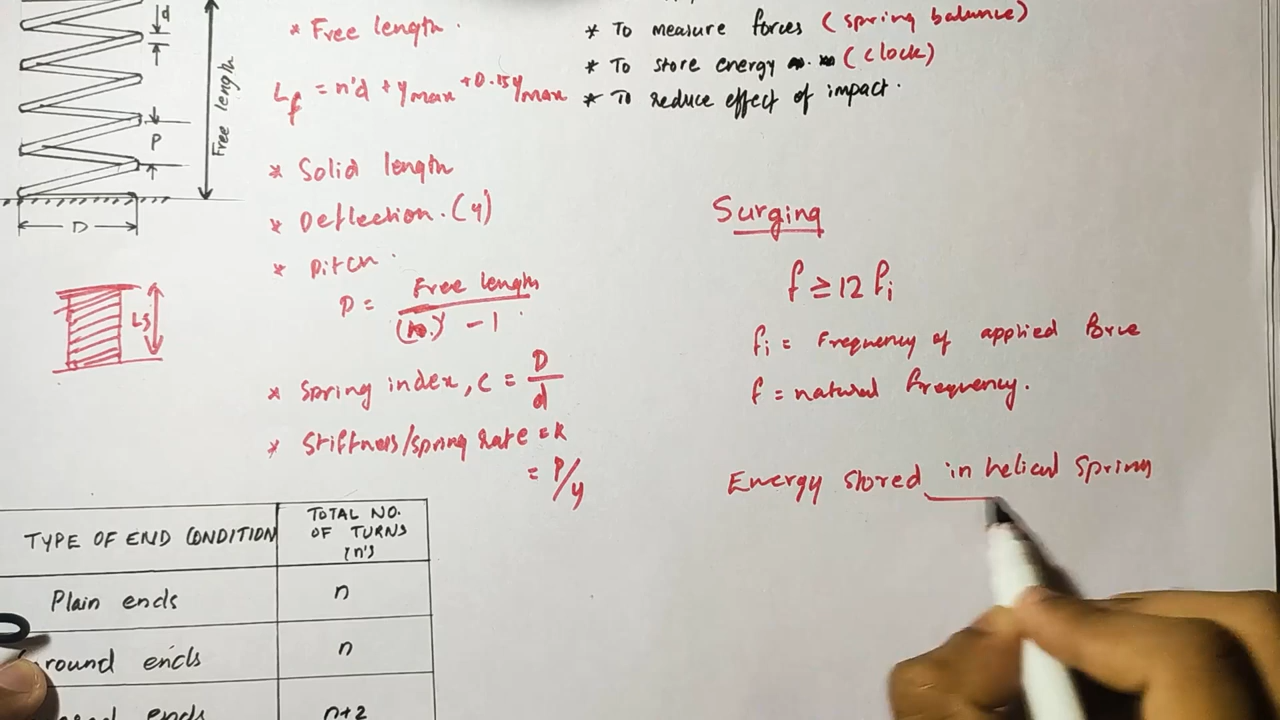 d
P
Free length
D
Ls
* Free length.
Lf = n'd + ymax + 0.15ymax
* Solid length
* Deflection. (y)
* Pitch.
P = Free length
(n') - 1
* Spring index, C = D
d
* Stiffness/spring rate = k
= P/y
* To measure forces (spring balance)
* To store energy (clock)
* To reduce effect of impact.
Surging
f ≥ 12 fi
fi = Frequency of applied force
f = natural frequency.
Energy stored in helical spring
TYPE OF END CONDITION
TOTAL NO.
OF TURNS
(n')
Plain ends
n
Ground ends
n
ends
n+2